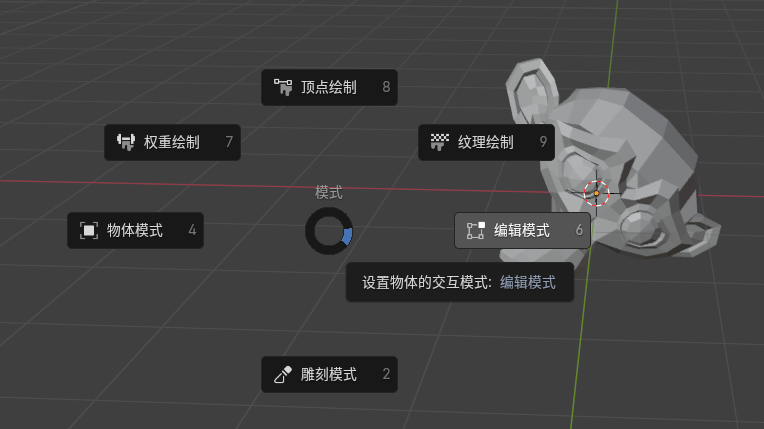 顶点绘制 8
权重绘制 7
纹理绘制 9
模式
物体模式 4
编辑模式 6
设置物体的交互模式: 编辑模式
雕刻模式 2